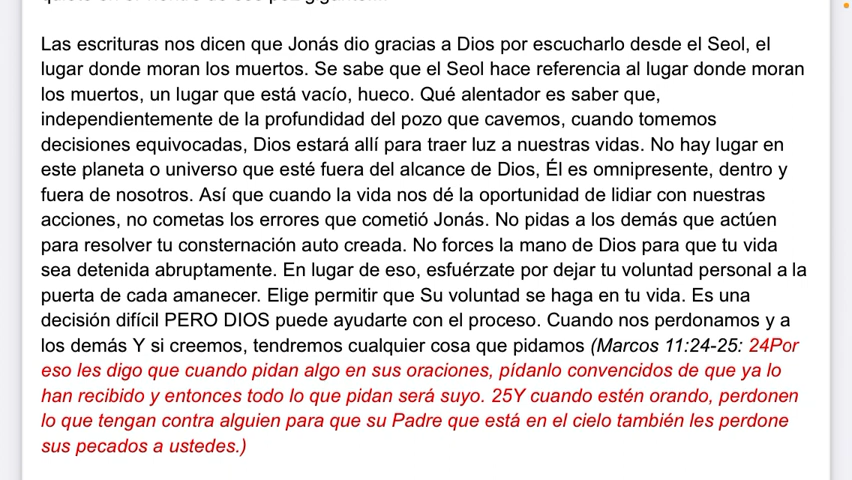 Las escrituras nos dicen que Jonás dio gracias a Dios por escucharlo desde el Seol, el
lugar donde moran los muertos. Se sabe que el Seol hace referencia al lugar donde moran
los muertos, un lugar que está vacío, hueco. Qué alentador es saber que,
independientemente de la profundidad del pozo que cavemos, cuando tomemos
decisiones equivocadas, Dios estará allí para traer luz a nuestras vidas. No hay lugar en
este planeta o universo que esté fuera del alcance de Dios, Él es omnipresente, dentro y
fuera de nosotros. Así que cuando la vida nos dé la oportunidad de lidiar con nuestras
acciones, no cometas los errores que cometió Jonás. No pidas a los demás que actúen
para resolver tu consternación auto creada. No forces la mano de Dios para que tu vida
sea detenida abruptamente. En lugar de eso, esfuérzate por dejar tu voluntad personal a la
puerta de cada amanecer. Elige permitir que Su voluntad se haga en tu vida. Es una
decisión difícil PERO DIOS puede ayudarte con el proceso. Cuando nos perdonamos y a
los demás Y si creemos, tendremos cualquier cosa que pidamos (Marcos 11:24-25: 24Por
eso les digo que cuando pidan algo en sus oraciones, pídanlo convencidos de que ya lo
han recibido y entonces todo lo que pidan será suyo. 25Y cuando estén orando, perdonen
lo que tengan contra alguien para que su Padre que está en el cielo también les perdone
sus pecados a ustedes.)